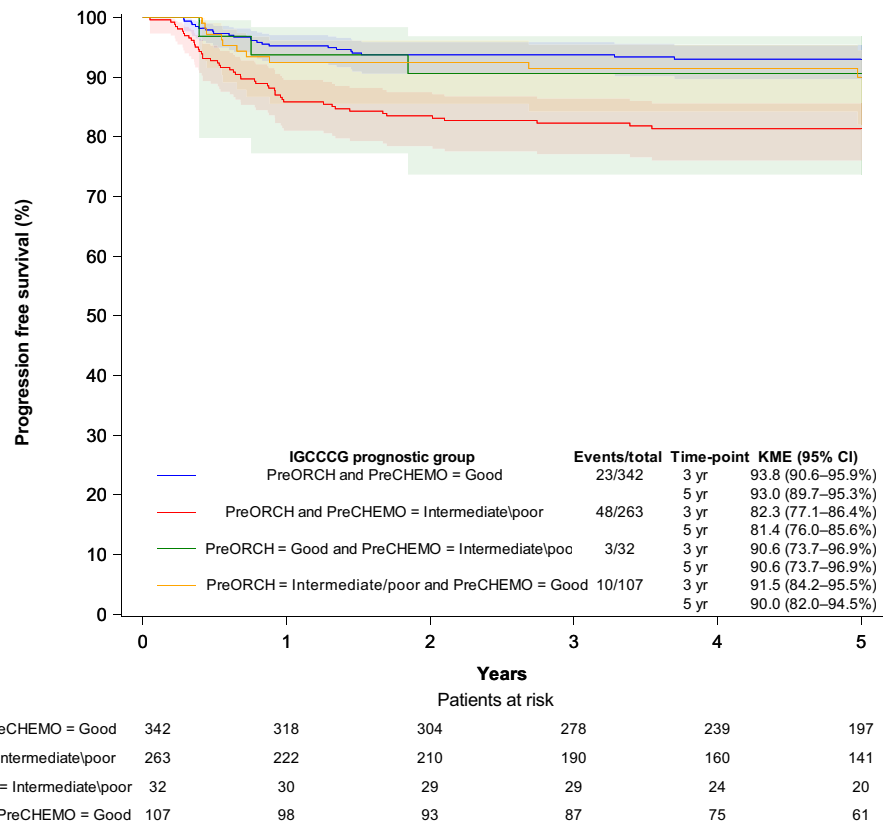 100
90
80
70
60
50
40
30
20
10
0
Progression free survival (%)
IGCCCG prognostic group Events/total Time-point KME (95% CI)
PreORCH and PreCHEMO = Good 23/342 3 yr 93.8 (90.6–95.9%)
5 yr 93.0 (89.7–95.3%)
PreORCH and PreCHEMO = Intermediate\poor 48/263 3 yr 82.3 (77.1–86.4%)
5 yr 81.4 (76.0–85.6%)
PreORCH = Good and PreCHEMO = Intermediate\poo 3/32 3 yr 90.6 (73.7–96.9%)
5 yr 90.6 (73.7–96.9%)
PreORCH = Intermediate/poor and PreCHEMO = Good 10/107 3 yr 91.5 (84.2–95.5%)
5 yr 90.0 (82.0–94.5%)
0 1 2 3 4 5
Years
Patients at risk
eCHEMO = Good 342 318 304 278 239 197
ntermediate\poor 263 222 210 190 160 141
= Intermediate\poor 32 30 29 29 24 20
PreCHEMO = Good 107 98 93 87 75 61